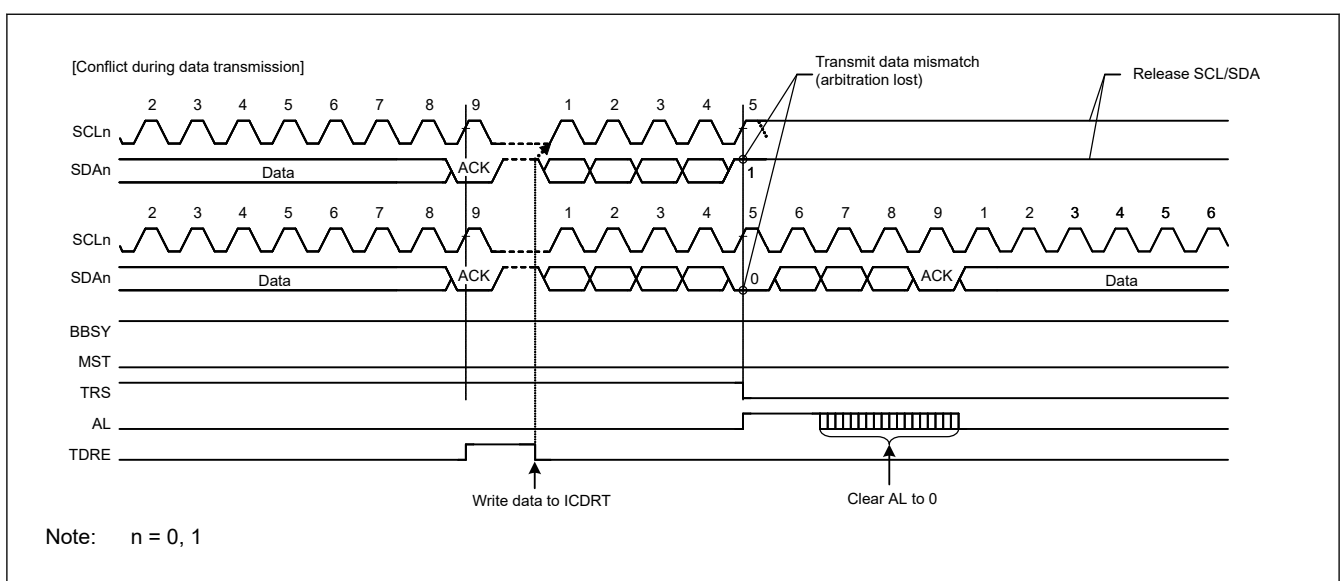 [Conflict during data transmission]
Transmit data mismatch
(arbitration lost)
Release SCL/SDA
2 3 4 5 6 7 8 9 1 2 3 4 5
SCLn
SDAn Data ACK 1
2 3 4 5 6 7 8 9 1 2 3 4 5 6 7 8 9 1 2 3 4 5 6
SCLn
SDAn Data ACK 0 ACK Data
BBSY
MST
TRS
AL
TDRE
Write data to ICDRT Clear AL to 0
Note: n = 0, 1